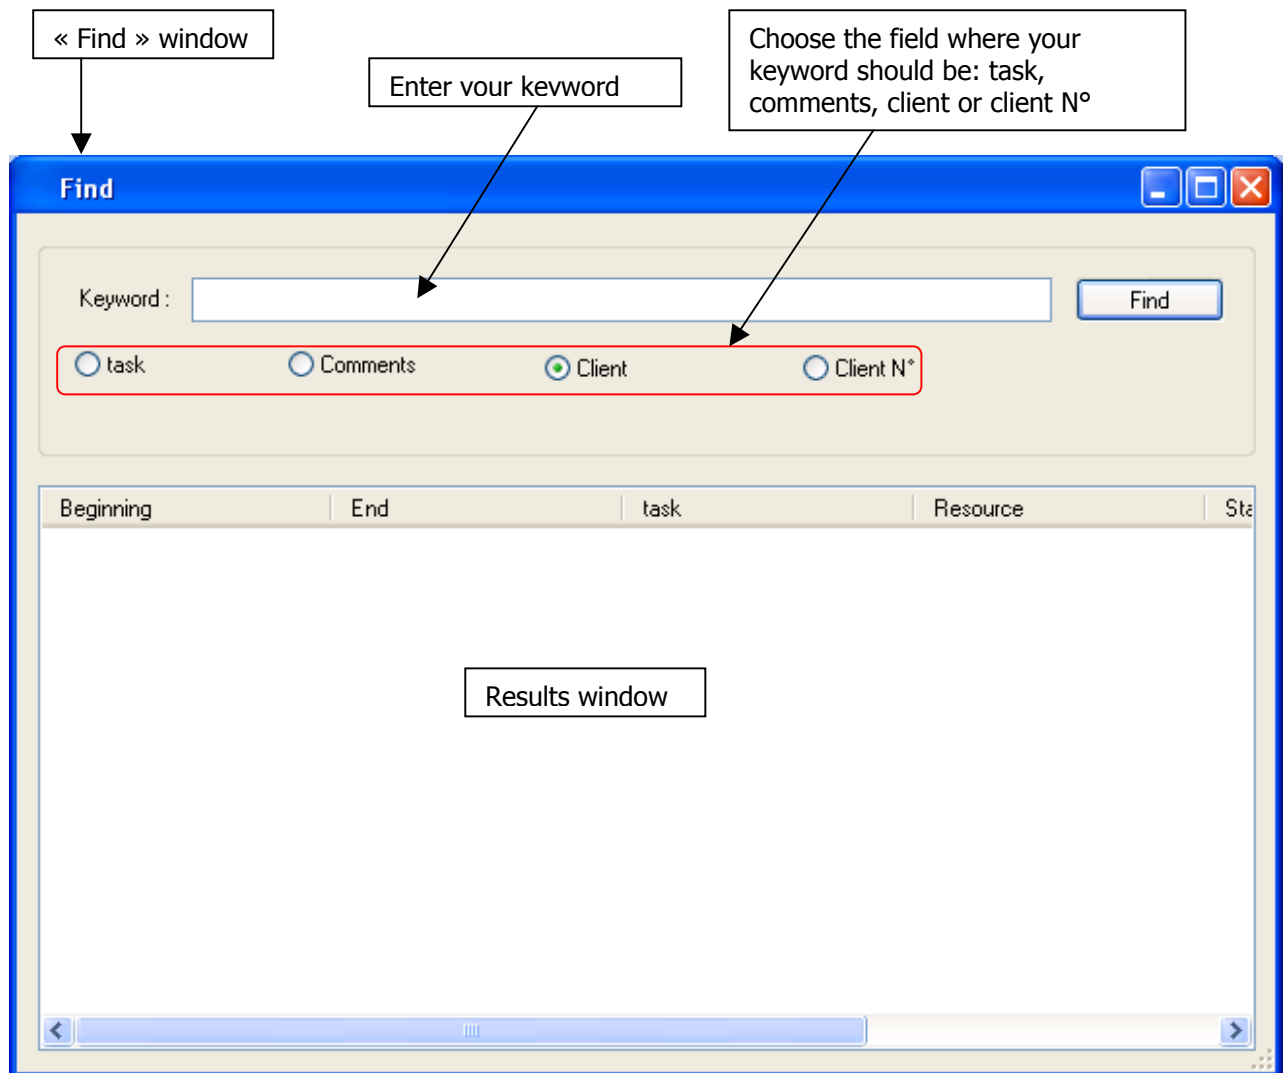 « Find » window
Enter your keyword
Choose the field where your
keyword should be: task,
comments, client or client N°
Find
Keyword :
Find
task
Comments
Client
Client N°
Beginning
End
task
Resource
Sta
Results window